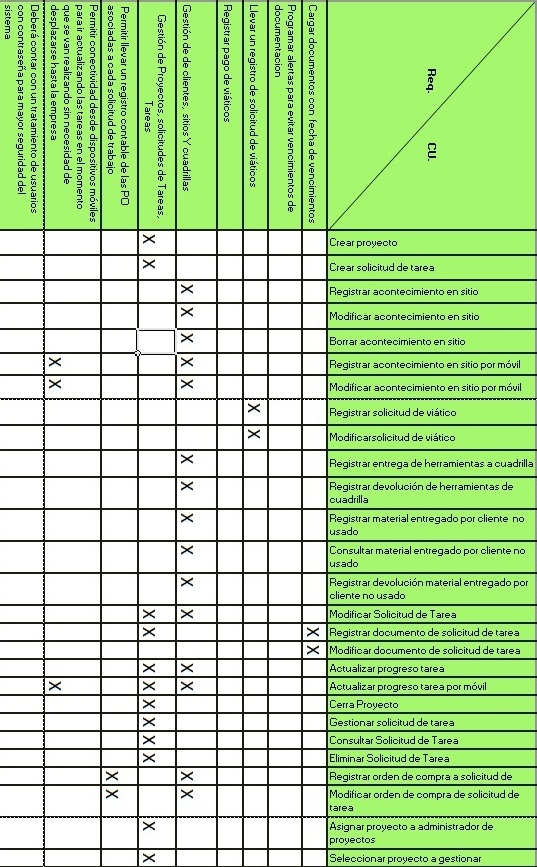 Req.
CU.
Cargar documentos con fecha de vencimientos
Programar alertas para evitar vencimientos de
documentacion
Llevar un registro de solicitud de viáticos
Registrar pago de viáticos
Gestión de de clientes, sitios Y cuadrillas
Gestión de Proyectos, solicitudes de Tareas,
Tareas
Permitir llevar un registro contable de las PO
asociadas a cada solicitud de trabajo
Permitir conectividad desde dispositivos móviles
para ir actualizando las tareas en el momento
que se van realizando sin necesidad de
desplazarse hasta la empresa
Deberá contar con un tratamiento de usuarios
con contraseña para mayor seguridad del
sistema
Crear proyecto
X
Crear solicitud de tarea
X
Registrar acontecimiento en sitio
X
Modificar acontecimiento en sitio
X
Borrar acontecimiento en sitio
X
Registrar acontecimiento en sitio por móvil
X X
Modificar acontecimiento en sitio por móvil
X X
Registrar solicitud de viático
X
Modificarsolicitud de viático
X
Registrar entrega de herramientas a cuadrilla
X
Registrar devolución de herramientas de
cuadrilla
X
Registrar material entregado por cliente no
usado
X
Consultar material entregado por cliente no
usado
X
Registrar devolución material entregado por
cliente no usado
X
Modificar Solicitud de Tarea
X X
Registrar documento de solicitud de tarea
X X
Modificar documento de solicitud de tarea
X
Actualizar progreso tarea
X X
Actualizar progreso tarea por móvil
X X X
Cerra Proyecto
X
Gestionar solicitud de tarea
X
Consultar Solicitud de Tarea
X
Eliminar Solicitud de Tarea
X
Registrar orden de compra a solicitud de
X X
Modificar orden de compra de solicitud de
tarea
X X
Asignar proyecto a administrador de
proyectos
X
Seleccionar proyecto a gestionar
X